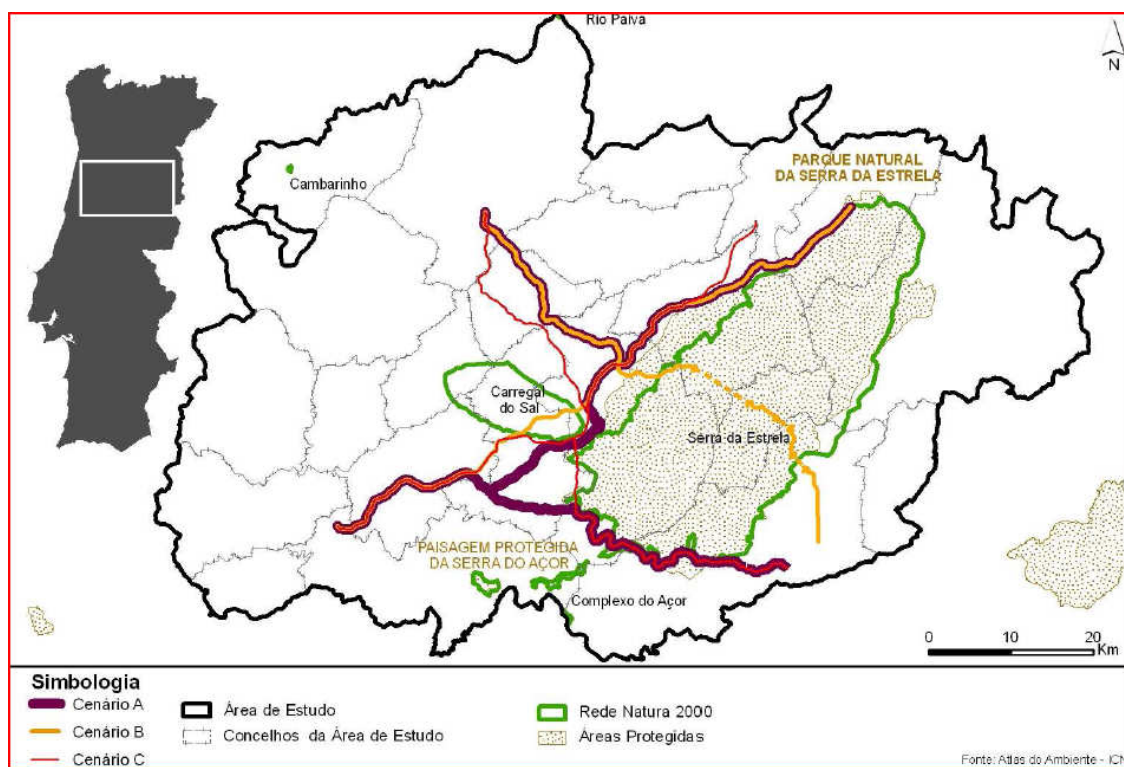 Rio Paiva
N
PARQUE NATURAL
DA SERRA DA ESTRELA
Cambarinho
Carregal
do Sal
Serra da Estrela
PAISAGEM PROTEGIDA
DA SERRA DO AÇOR
Complexo do Açor
0 10 20
Km
Simbologia
Cenário A
Cenário B
Cenário C
Área de Estudo
Concelhos da Área de Estudo
Rede Natura 2000
Áreas Protegidas
Fonte: Atlas do Ambiente - ICN